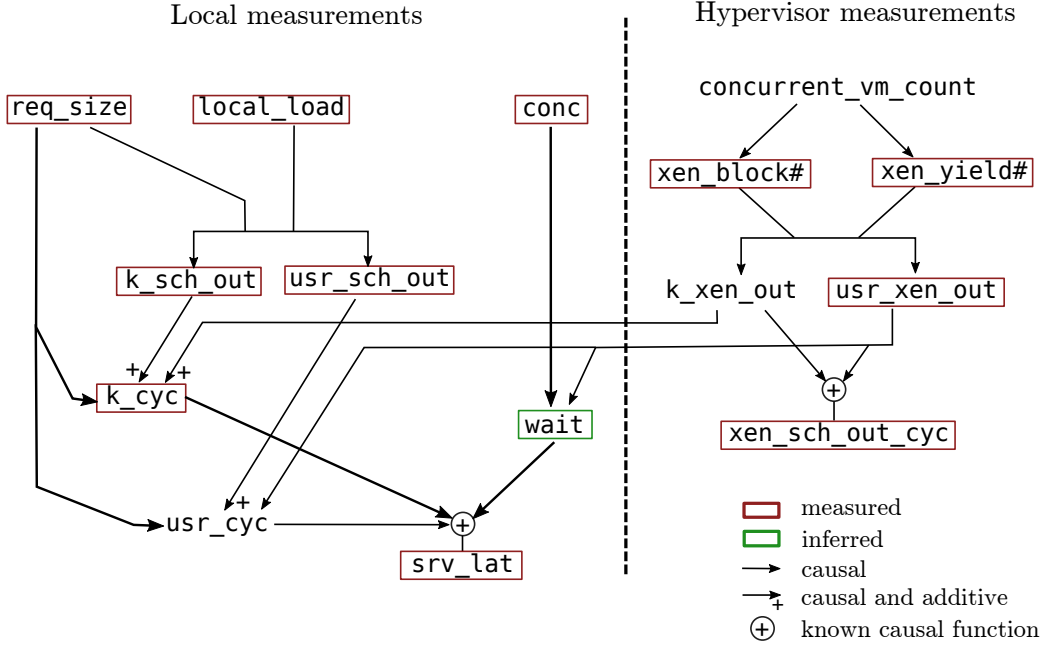 Local measurements
Hypervisor measurements
req_size
local_load
conc
concurrent_vm_count
xen_block#
xen_yield#
k_sch_out
usr_sch_out
k_xen_out
usr_xen_out
+
+
k_cyc
+
wait
xen_sch_out_cyc
+
usr_cyc
+
srv_lat
measured
inferred
causal
+
causal and additive
+
known causal function